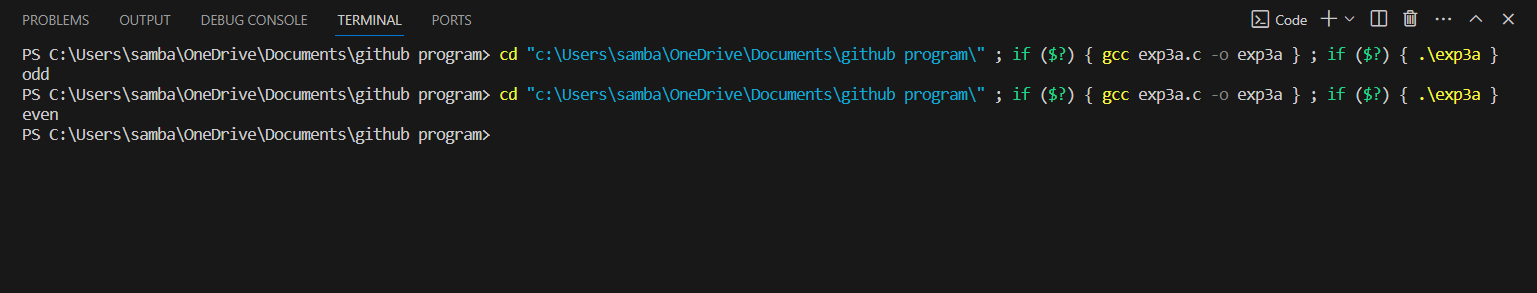 PROBLEMS OUTPUT DEBUG CONSOLE TERMINAL PORTS Code
PS C:\Users\samba\OneDrive\Documents\github program> cd "c:\Users\samba\OneDrive\Documents\github program\" ; if ($?) { gcc exp3a.c -o exp3a } ; if ($?) { .\exp3a }
odd
PS C:\Users\samba\OneDrive\Documents\github program> cd "c:\Users\samba\OneDrive\Documents\github program\" ; if ($?) { gcc exp3a.c -o exp3a } ; if ($?) { .\exp3a }
even
PS C:\Users\samba\OneDrive\Documents\github program>